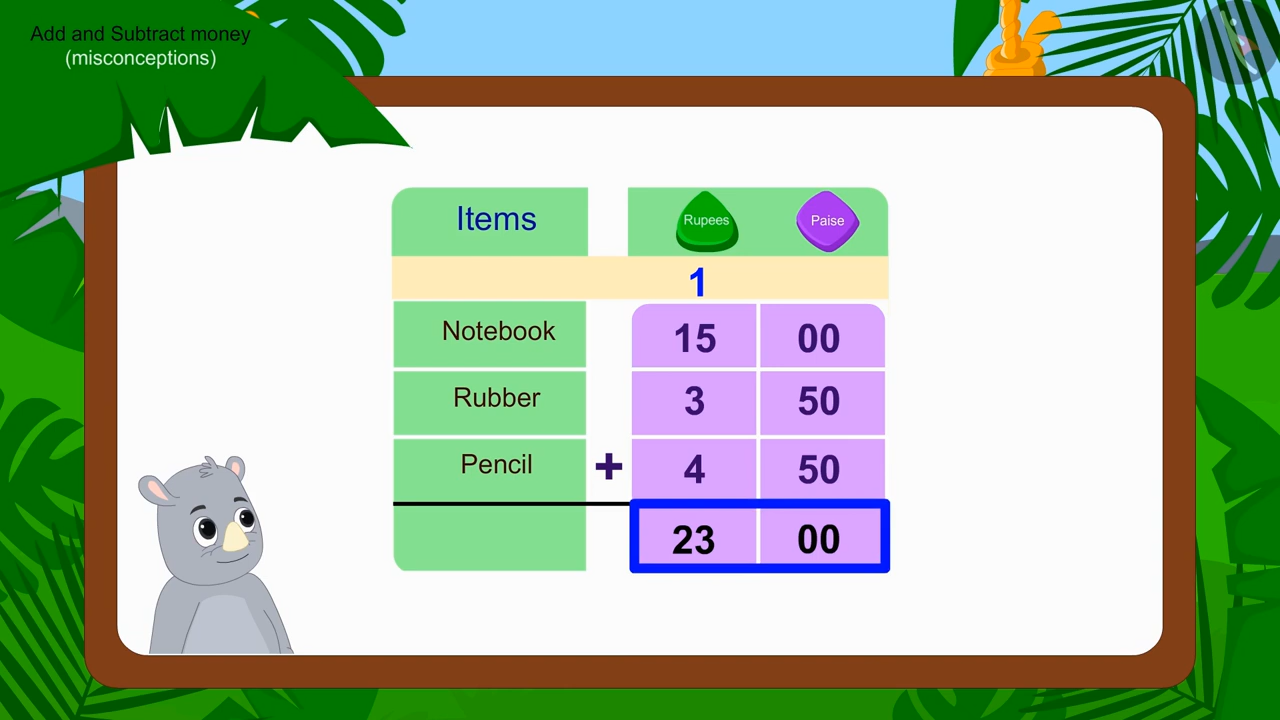 Add and Subtract money
(misconceptions)
Items Rupees Paise
1
Notebook 15 00
Rubber 3 50
Pencil + 4 50
23 00